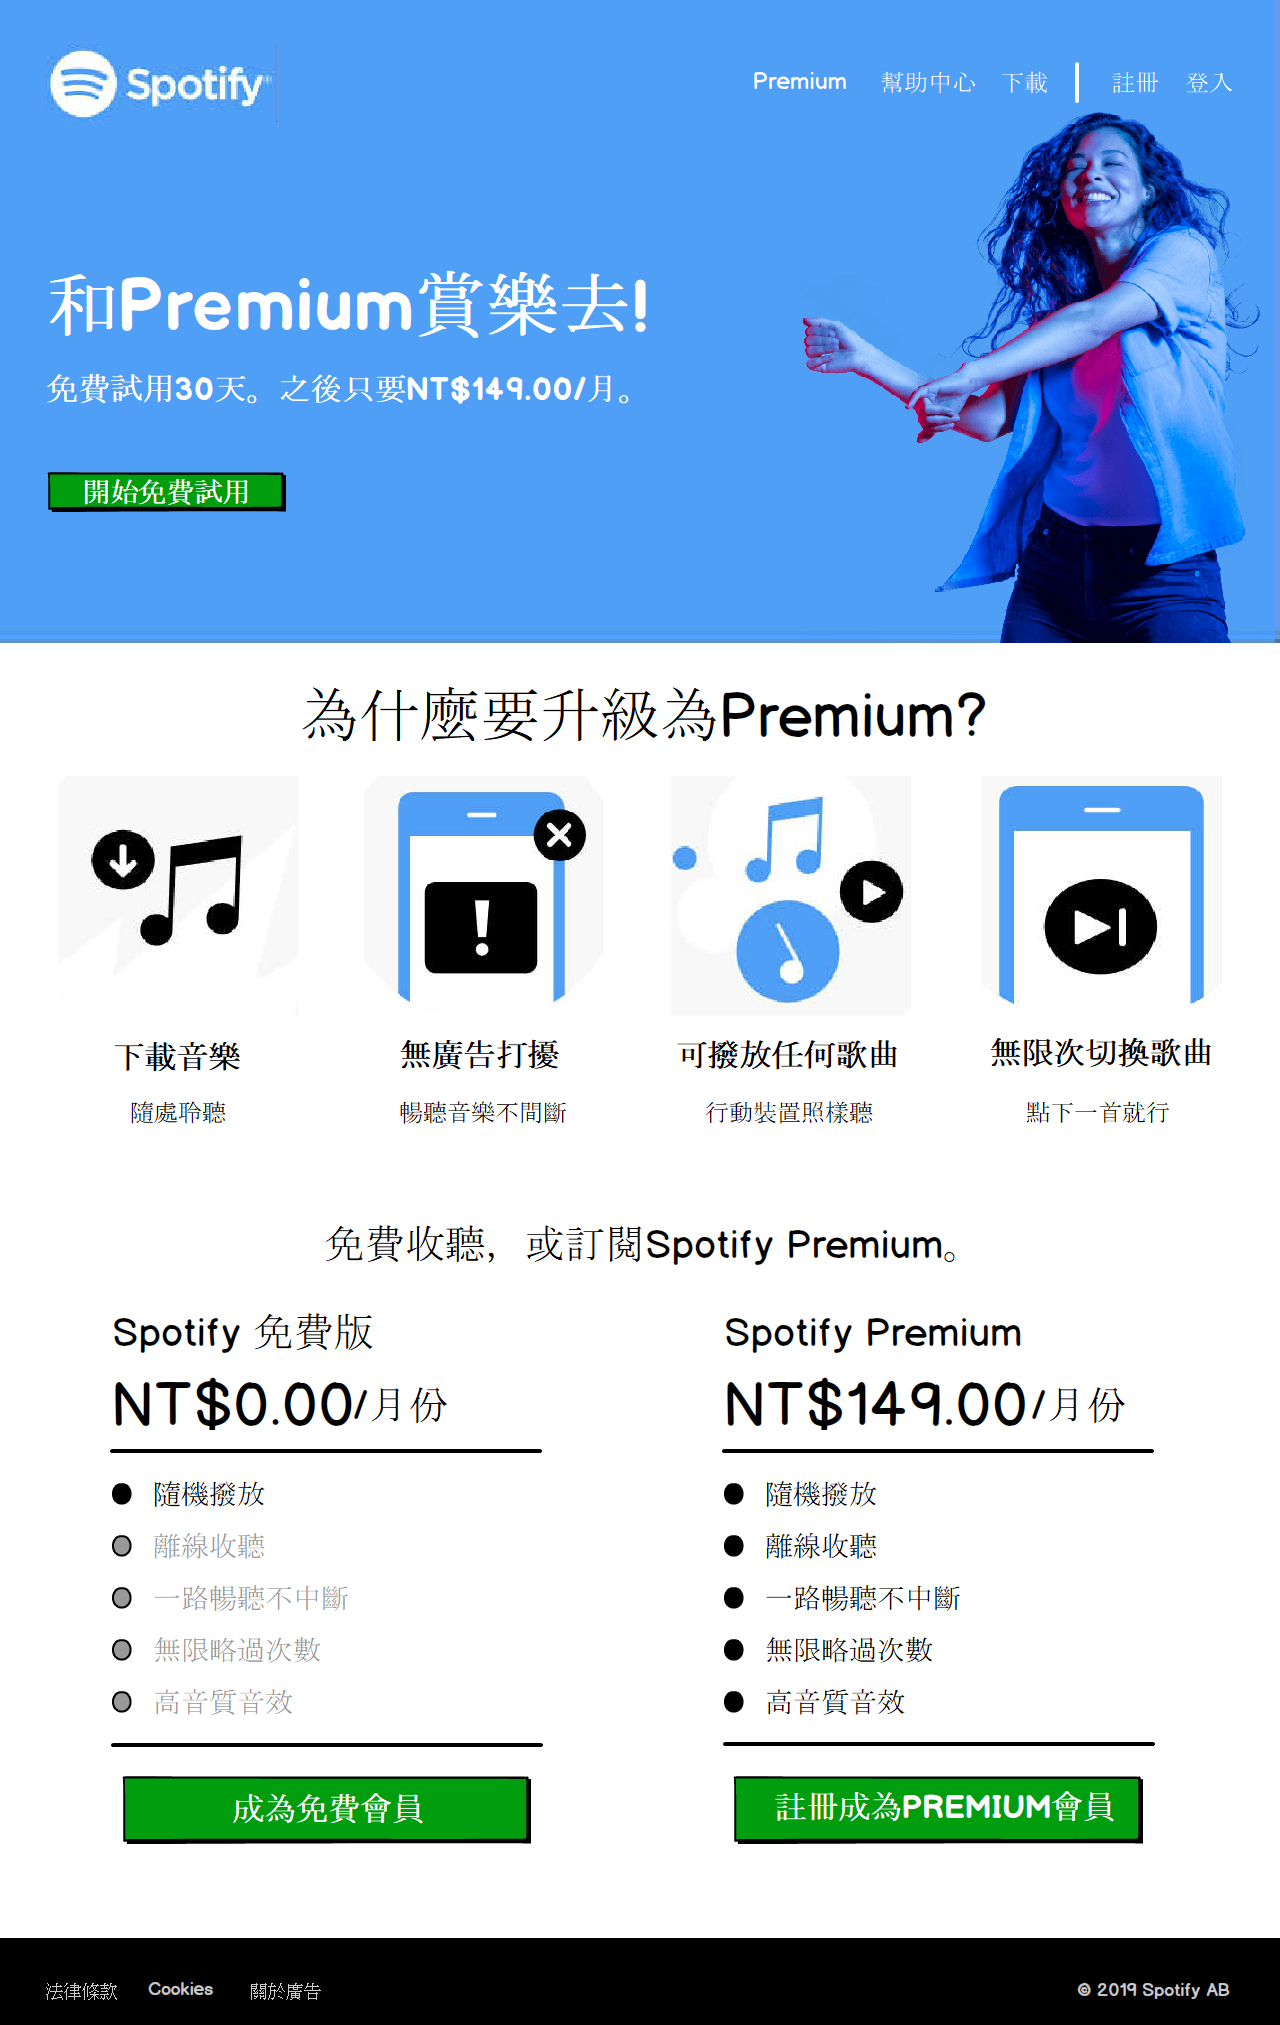 Spotify
Premium 幫助中心 下載 註冊 登入
和Premium賞樂去!
免費試用30天。之後只要NT$149.00/月。
開始免費試用
為什麼要升級為Premium?
下載音樂
隨處聆聽
無廣告打擾
暢聽音樂不間斷
可撥放任何歌曲
行動裝置照樣聽
無限次切換歌曲
點下一首就行
免費收聽，或訂閱Spotify Premium。
Spotify 免費版
NT$0.00/月份
隨機撥放
離線收聽
一路暢聽不中斷
無限略過次數
高音質音效
成為免費會員
Spotify Premium
NT$149.00/月份
隨機撥放
離線收聽
一路暢聽不中斷
無限略過次數
高音質音效
註冊成為PREMIUM會員
法律條款 Cookies 關於廣告
© 2019 Spotify AB